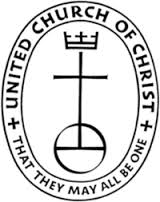 UNITED CHURCH OF CHRIST
THAT THEY MAY ALL BE ONE